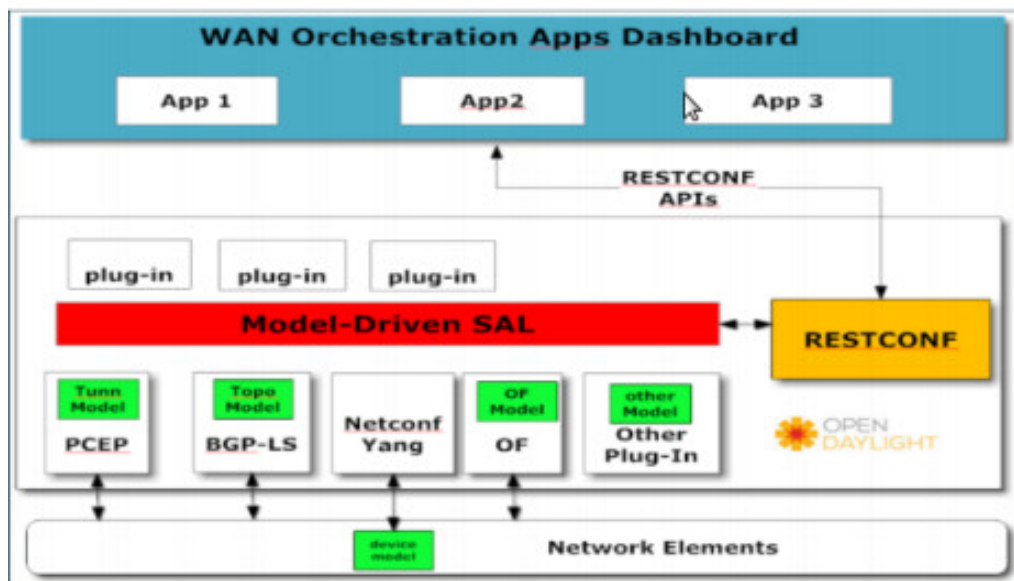 WAN Orchestration Apps Dashboard
App 1
App2
App 3
RESTCONF
APIs
plug-in
plug-in
plug-in
Model-Driven SAL
RESTCONF
Tunn
Model
PCEP
Topo
Model
BGP-LS
Netconf
Yang
OF
Model
OF
other
Model
Other
Plug-In
OPEN
DAYLIGHT
device
model
Network Elements